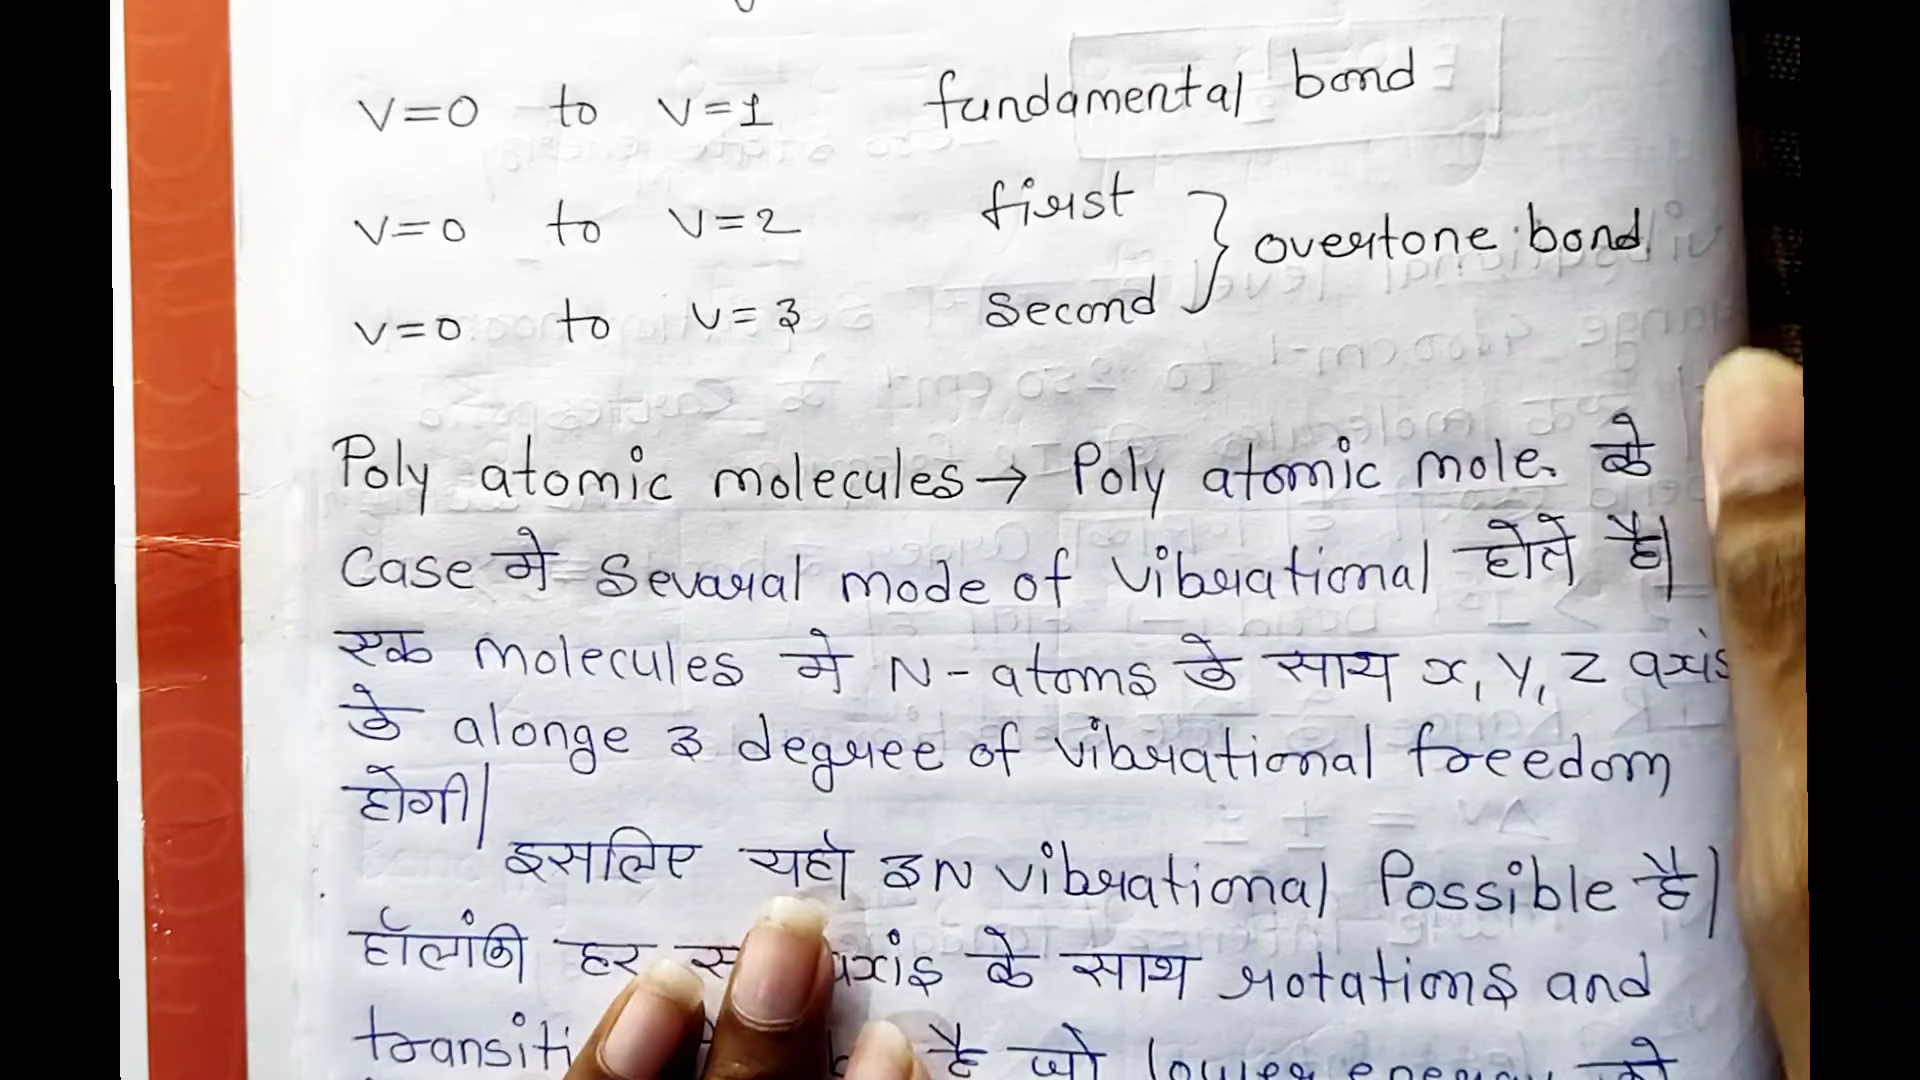 V=0 to V=1 fundamental bond
V=0 to V=2 first
} overtone bond
V=0 to V=3 second
Poly atomic molecules → Poly atomic mole. के
Case मे Sevaral mode of vibrational होते है।
एक molecules मे N-atoms के साथ x, y, z axis
के alonge 3 degree of vibrational freedom
होगी।
इसलिए यहाँ 3N vibrational Possible है।
हॉलांकी हर axis के साथ rotations and
है जो lower energy